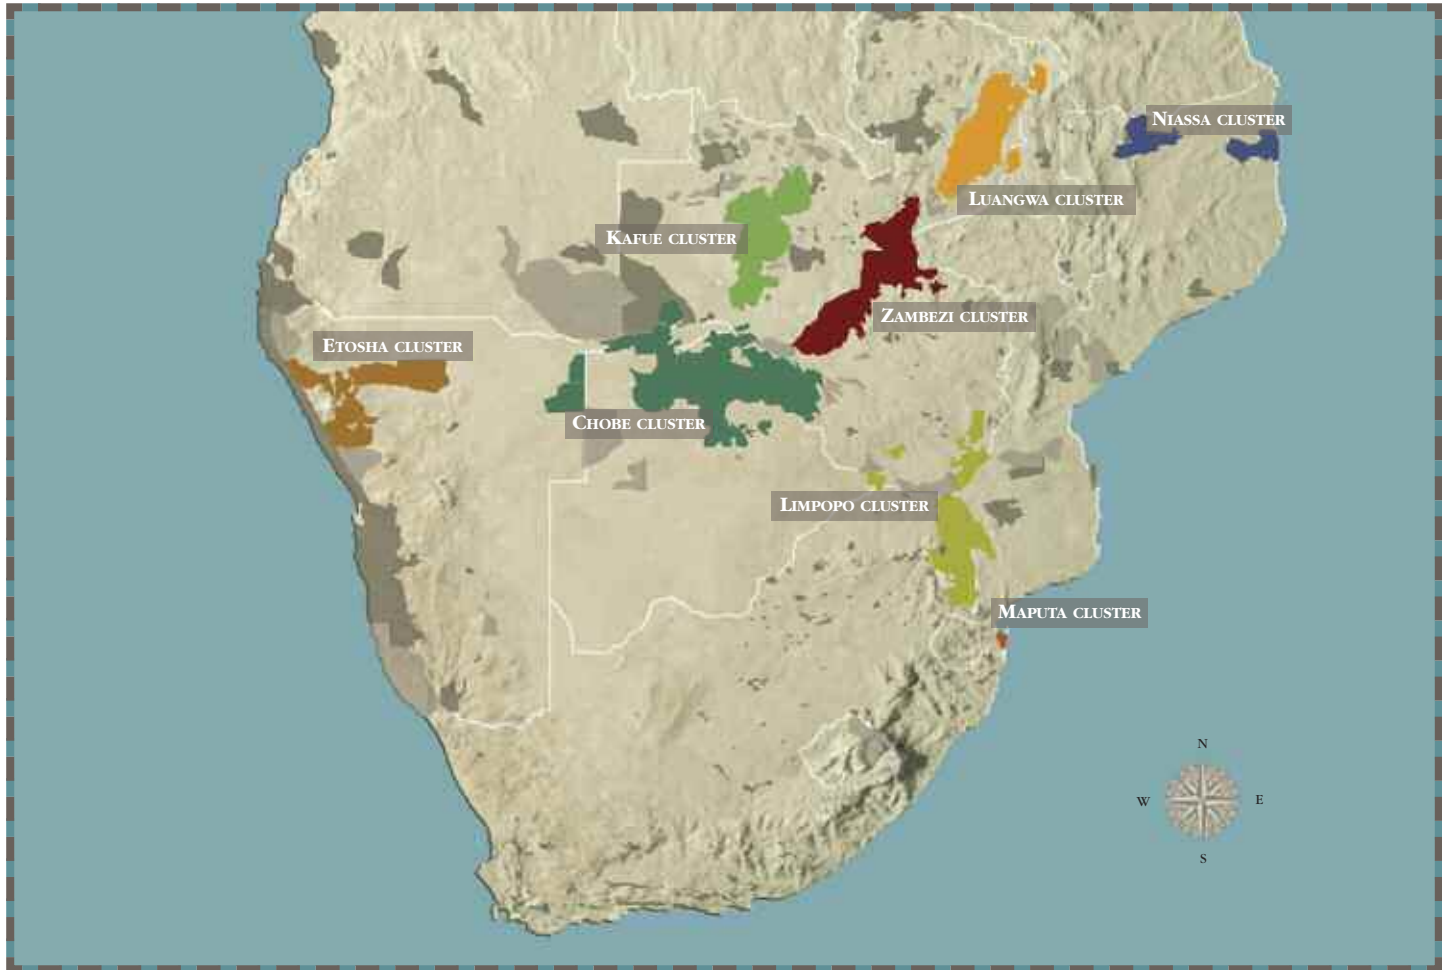 NIASSA CLUSTER
LUANGWA CLUSTER
KAFUE CLUSTER
ZAMBEZI CLUSTER
ETOSHA CLUSTER
CHOBE CLUSTER
LIMPOPO CLUSTER
MAPUTA CLUSTER
N
W E
S